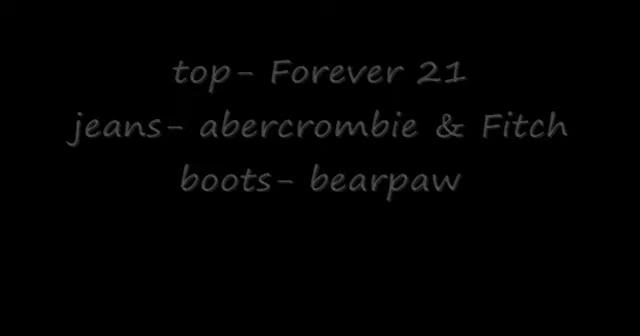 top- Forever 21
jeans- abercrombie & Fitch
boots- bearpaw